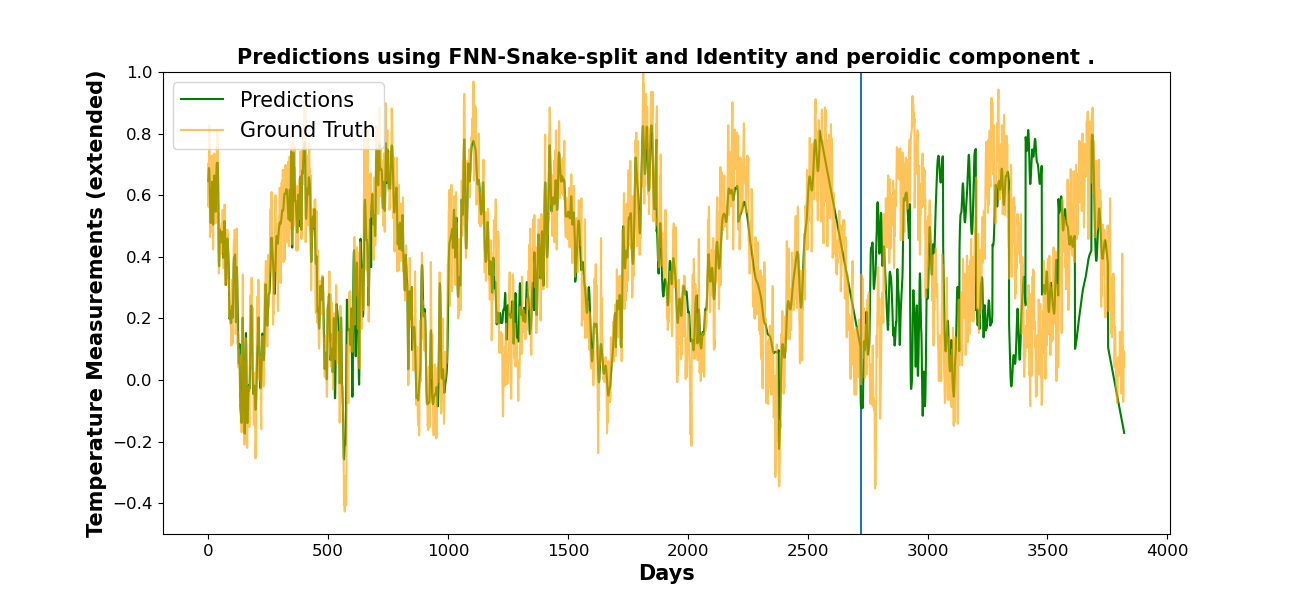 Predictions using FNN-Snake-split and Identity and peroidic component .
Temperature Measurements (extended)
1.0
0.8
0.6
0.4
0.2
0.0
−0.2
−0.4
Predictions
Ground Truth
0 500 1000 1500 2000 2500 3000 3500 4000
Days